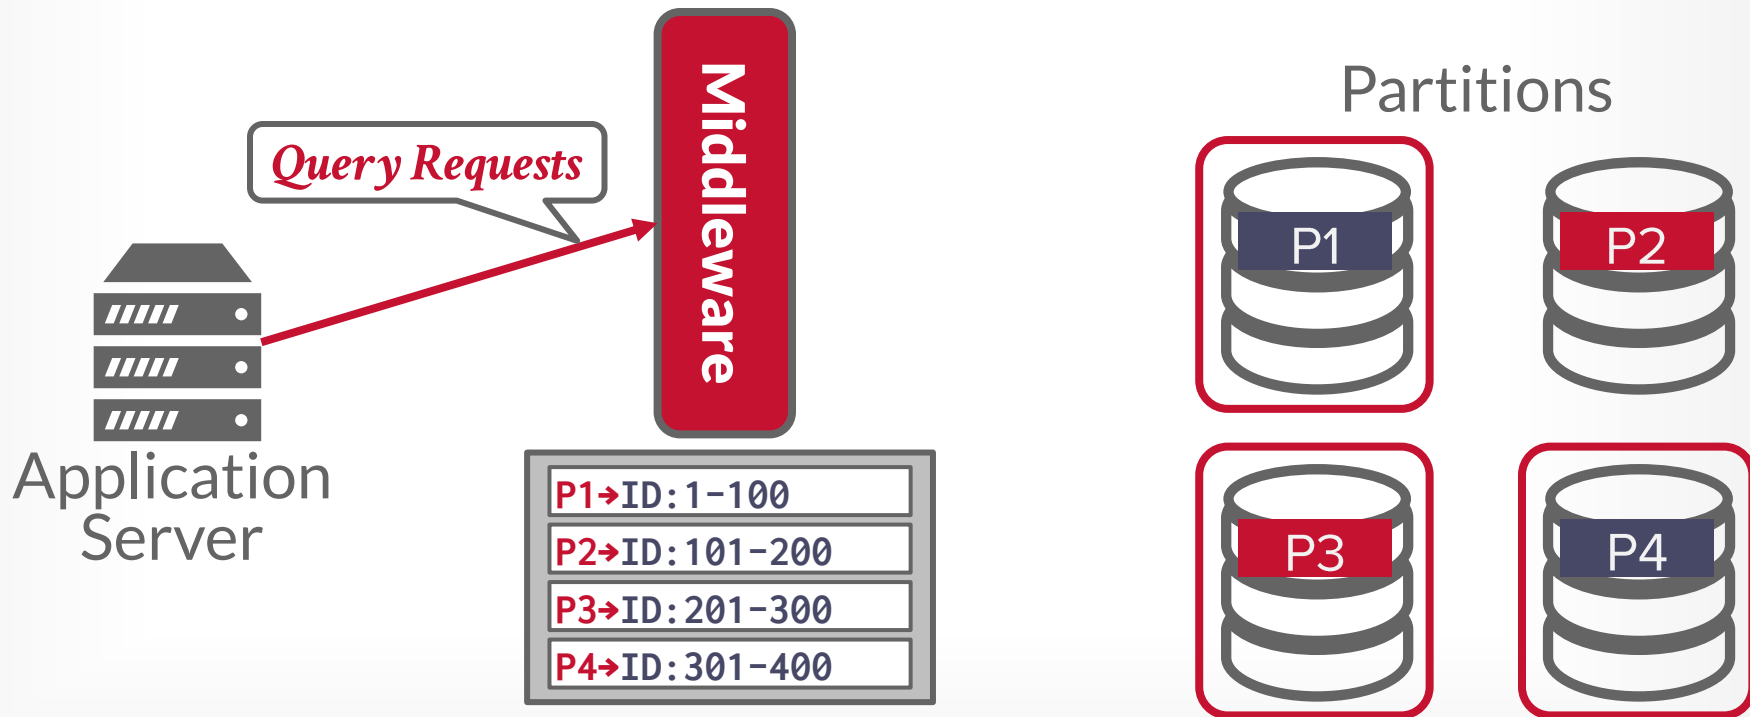 Middleware
Query Requests
Application
Server
P1→ID:1-100
P2→ID:101-200
P3→ID:201-300
P4→ID:301-400
Partitions
P1
P2
P3
P4